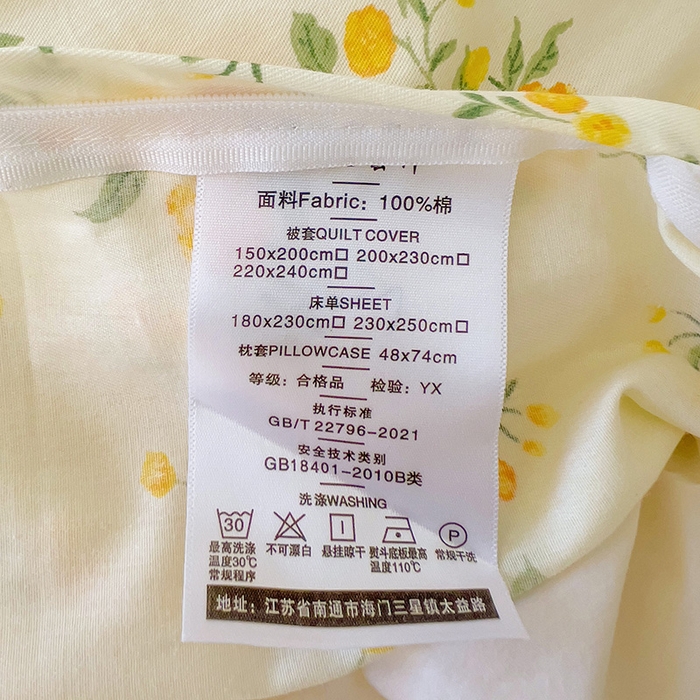 面料Fabric: 100%棉
被套QUILT COVER
150x200cm□ 200x230cm□
220x240cm□
床单SHEET
180x230cm□ 230x250cm□
枕套PILLOWCASE 48x74cm
等级: 合格品 检验: YX
执行标准
GB/T 22796-2021
安全技术类别
GB18401-2010B类
洗涤WASHING
30 P
最高洗涤 不可漂白 悬挂晾干 熨斗底板最高 常规干洗
温度30℃ 温度110℃
常规程序
地址: 江苏省南通市海门三星镇大益路